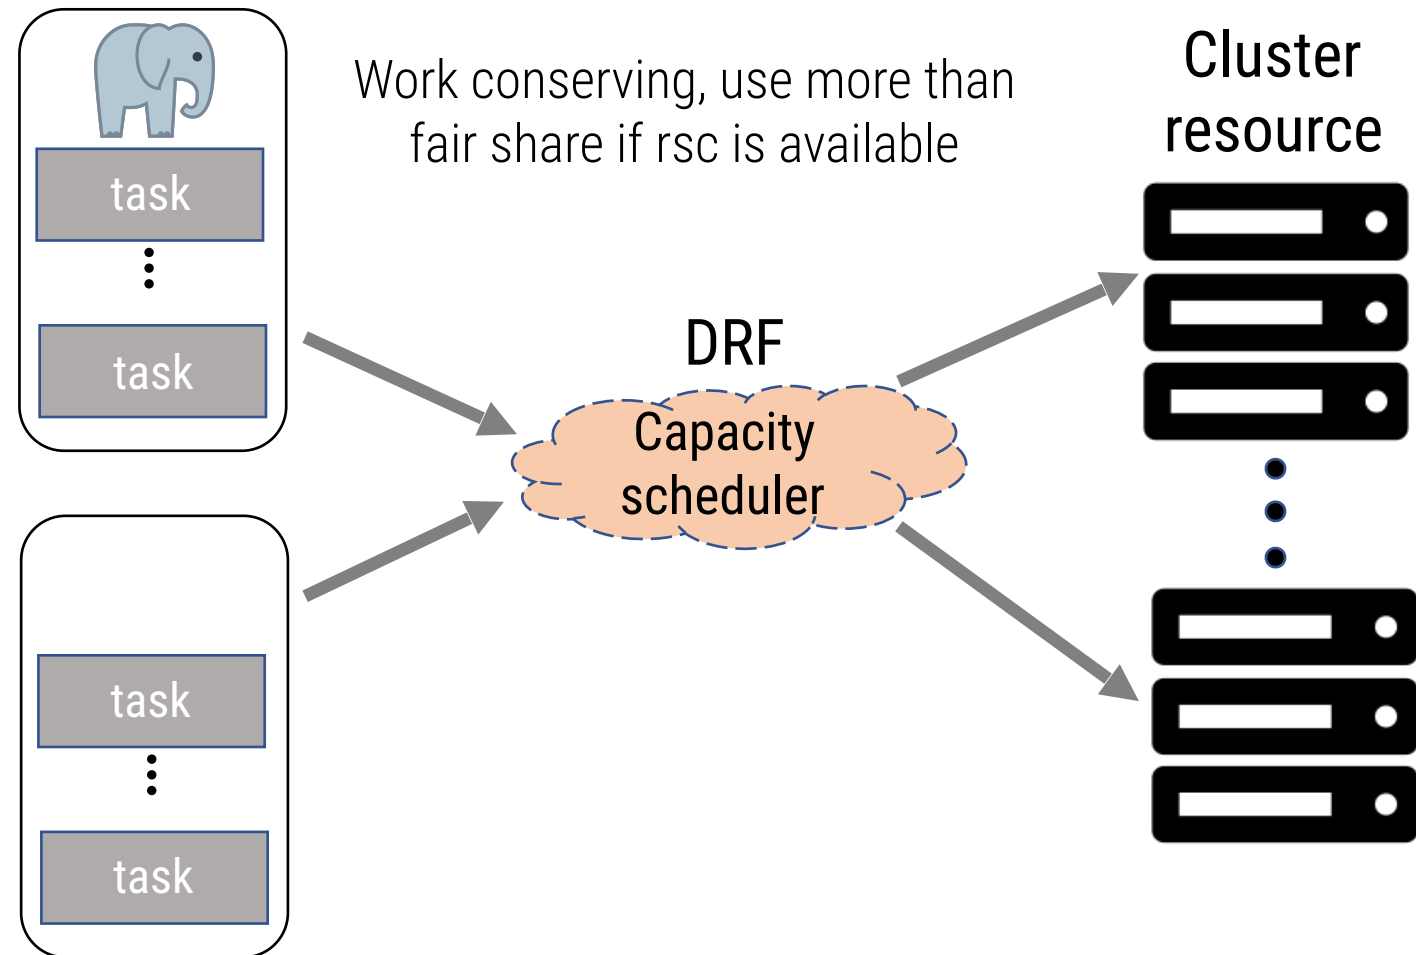 Work conserving, use more than
fair share if rsc is available
Cluster
resource
task
task
DRF
Capacity
scheduler
task
task